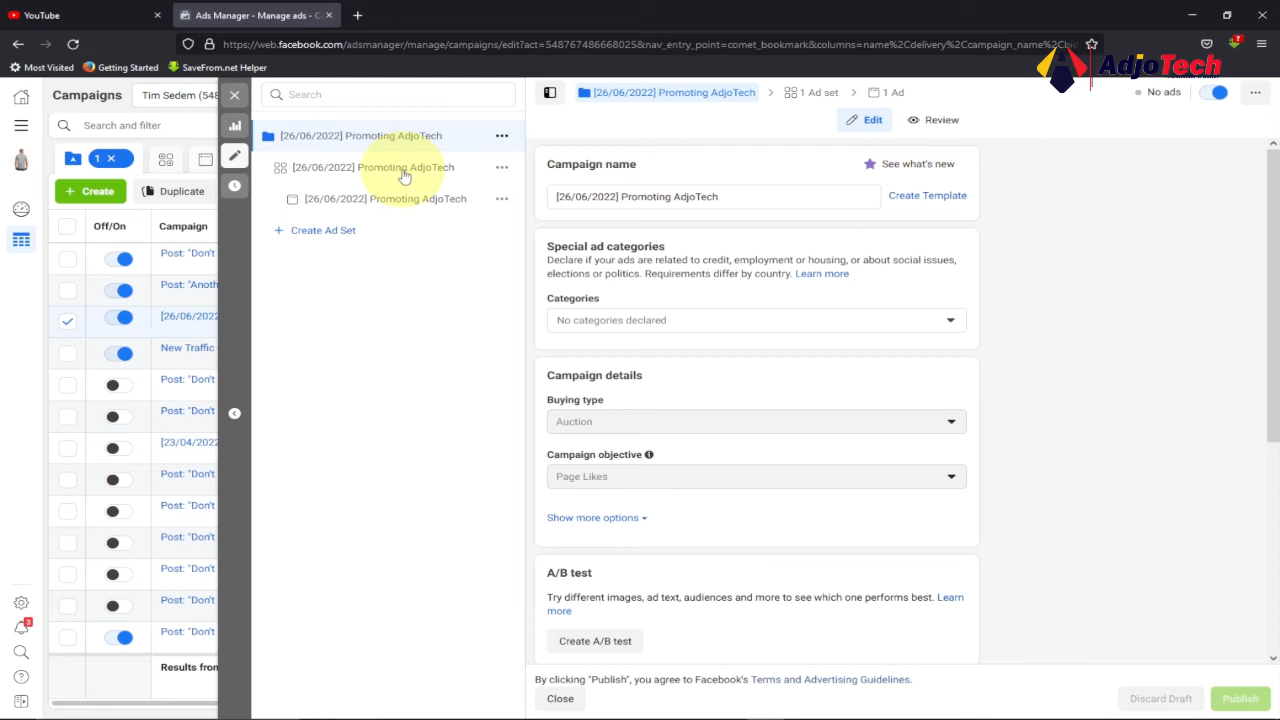 YouTube
Ads Manager - Manage ads - C
https://web.facebook.com/adsmanager/manage/campaigns/edit?act=548767486668025&nav_entry_point=comet_bookmark&columns=name%2Cdelivery%2Ccampaign_name%2Cbi
Most Visited
Getting Started
SaveFrom.net Helper
2
AdjoTech
Campaigns
Tim Sedem (548
Search and filter
1
+ Create
Duplicate
Off/On
Campaign
Post: "Don't
Post: "Anoth
[26/06/2022
New Traffic
Post: "Don't
Post: "Don't
[23/04/2022
Post: "Don't
Post: "Don't
Post: "Don't
Post: "Don't
Post: "Don't
Post: "Don't
Results from
3
Search
[26/06/2022] Promoting AdjoTech
[26/06/2022] Promoting AdjoTech
[26/06/2022] Promoting AdjoTech
+ Create Ad Set
[26/06/2022] Promoting AdjoTech
1 Ad set
1 Ad
No ads
Edit
Review
Campaign name
See what's new
[26/06/2022] Promoting AdjoTech
Create Template
Special ad categories
Declare if your ads are related to credit, employment or housing, or about social issues,
elections or politics. Requirements differ by country. Learn more
Categories
No categories declared
Campaign details
Buying type
Auction
Campaign objective
Page Likes
Show more options
A/B test
Try different images, ad text, audiences and more to see which one performs best. Learn
more
Create A/B test
By clicking "Publish", you agree to Facebook's Terms and Advertising Guidelines.
Close
Discard Draft
Publish